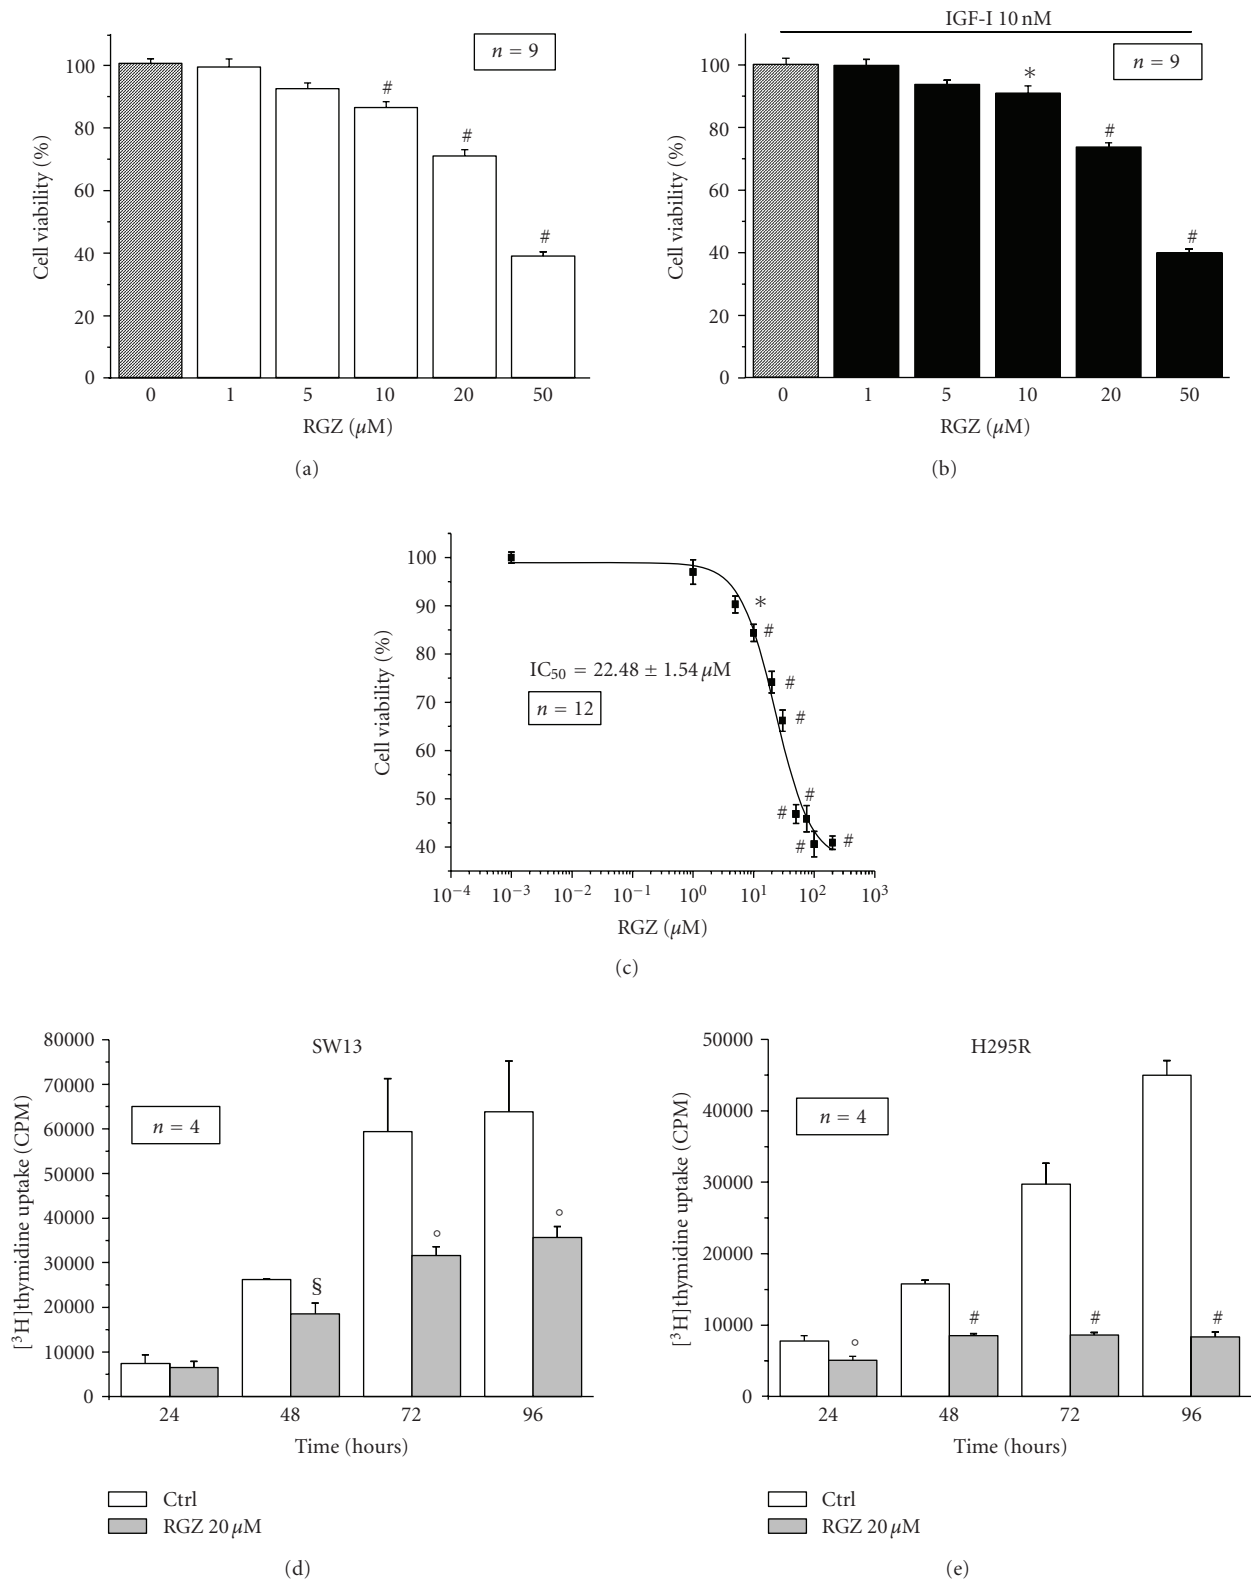 IGF-I 10 nM
n = 9
n = 9
Cell viability (%)
100
80
60
40
20
0
#
#
#
0 1 5 10 20 50
RGZ (µM)
(a)
Cell viability (%)
100
80
60
40
20
0
*
#
#
0 1 5 10 20 50
RGZ (µM)
(b)
Cell viability (%)
100
90
80
70
60
50
40
IC₅₀ = 22.48 ± 1.54 µM
n = 12
*
#
#
#
#
#
#
#
10⁻⁴ 10⁻³ 10⁻² 10⁻¹ 10⁰ 10¹ 10² 10³
RGZ (µM)
(c)
SW13
n = 4
[³H]thymidine uptake (CPM)
80000
70000
60000
50000
40000
30000
20000
10000
0
§
°
°
24 48 72 96
Time (hours)
Ctrl
RGZ 20 µM
(d)
H295R
n = 4
[³H]thymidine uptake (CPM)
50000
40000
30000
20000
10000
0
°
#
#
#
24 48 72 96
Time (hours)
Ctrl
RGZ 20 µM
(e)